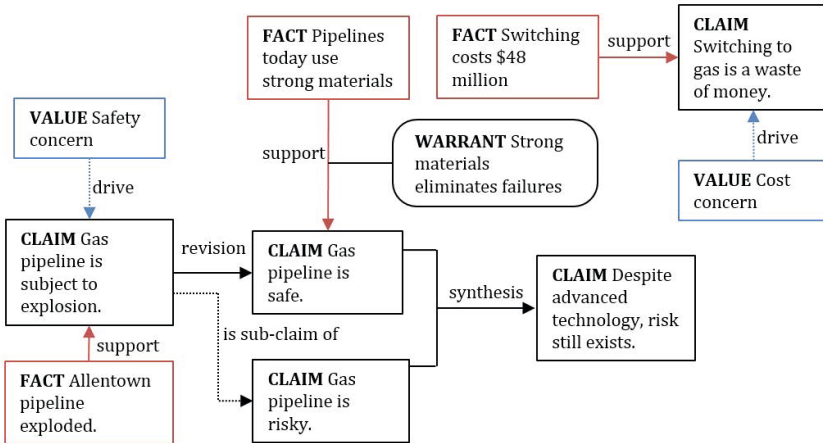 FACT Pipelines
today use
strong materials
FACT Switching
costs $48
million
support
CLAIM
Switching to
gas is a waste
of money.
VALUE Safety
concern
support
WARRANT Strong
materials
eliminates failures
drive
VALUE Cost
concern
drive
CLAIM Gas
pipeline is
subject to
explosion.
revision
CLAIM Gas
pipeline is
safe.
synthesis
CLAIM Despite
advanced
technology, risk
still exists.
is sub-claim of
support
FACT Allentown
pipeline
exploded.
CLAIM Gas
pipeline is
risky.